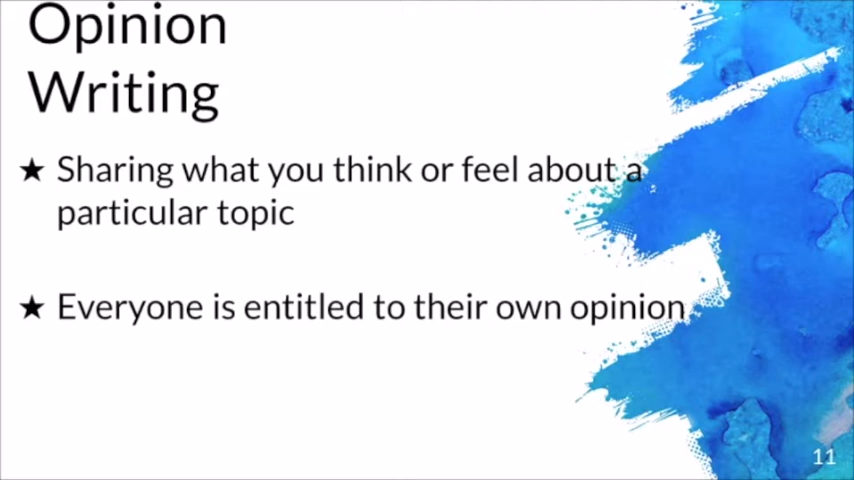 Opinion
Writing
★ Sharing what you think or feel about a
particular topic
★ Everyone is entitled to their own opinion
11